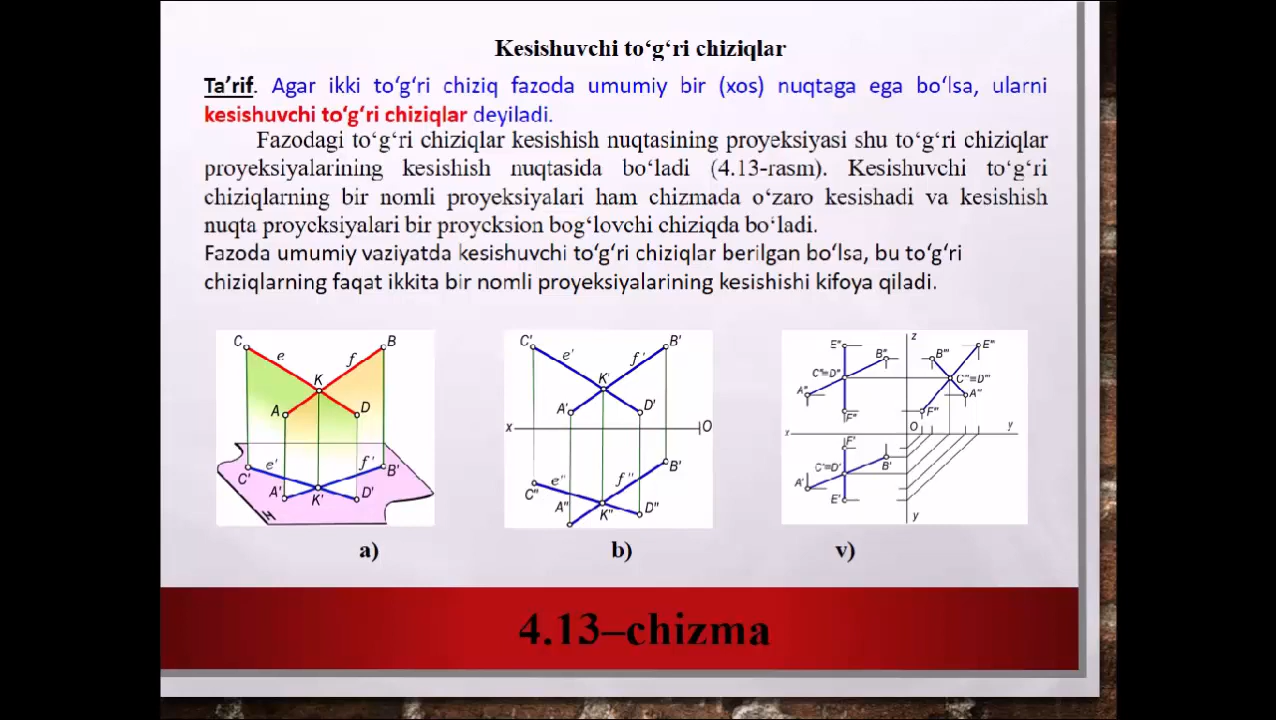 Kesishuvchi to‘g‘ri chiziqlar
Ta’rif. Agar ikki to‘g‘ri chiziq fazoda umumiy bir (xos) nuqtaga ega bo‘lsa, ularni
kesishuvchi to‘g‘ri chiziqlar deyiladi.
Fazodagi to‘g‘ri chiziqlar kesishish nuqtasining proyeksiyasi shu to‘g‘ri chiziqlar
proyeksiyalarining kesishish nuqtasida bo‘ladi (4.13-rasm). Kesishuvchi to‘g‘ri
chiziqlarning bir nomli proyeksiyalari ham chizmada o‘zaro kesishadi va kesishish
nuqta proyeksiyalari bir proyeksion bog‘lovchi chiziqda bo‘ladi.
Fazoda umumiy vaziyatda kesishuvchi to‘g‘ri chiziqlar berilgan bo‘lsa, bu to‘g‘ri
chiziqlarning faqat ikkita bir nomli proyeksiyalarining kesishishi kifoya qiladi.
C e f B
K
A D
e' f'
C' B'
A' K' D'
H
C' e' f' B'
K'
A' D'
x O
e" f" B'
C"
A" K" D"
z
E" B" B"' E"'
C"≡D" C"'≡D"'
A" A"'
F" F"'
O
x y
F'
C'≡D' B'
A'
E'
y
a) b) v)
4.13–chizma